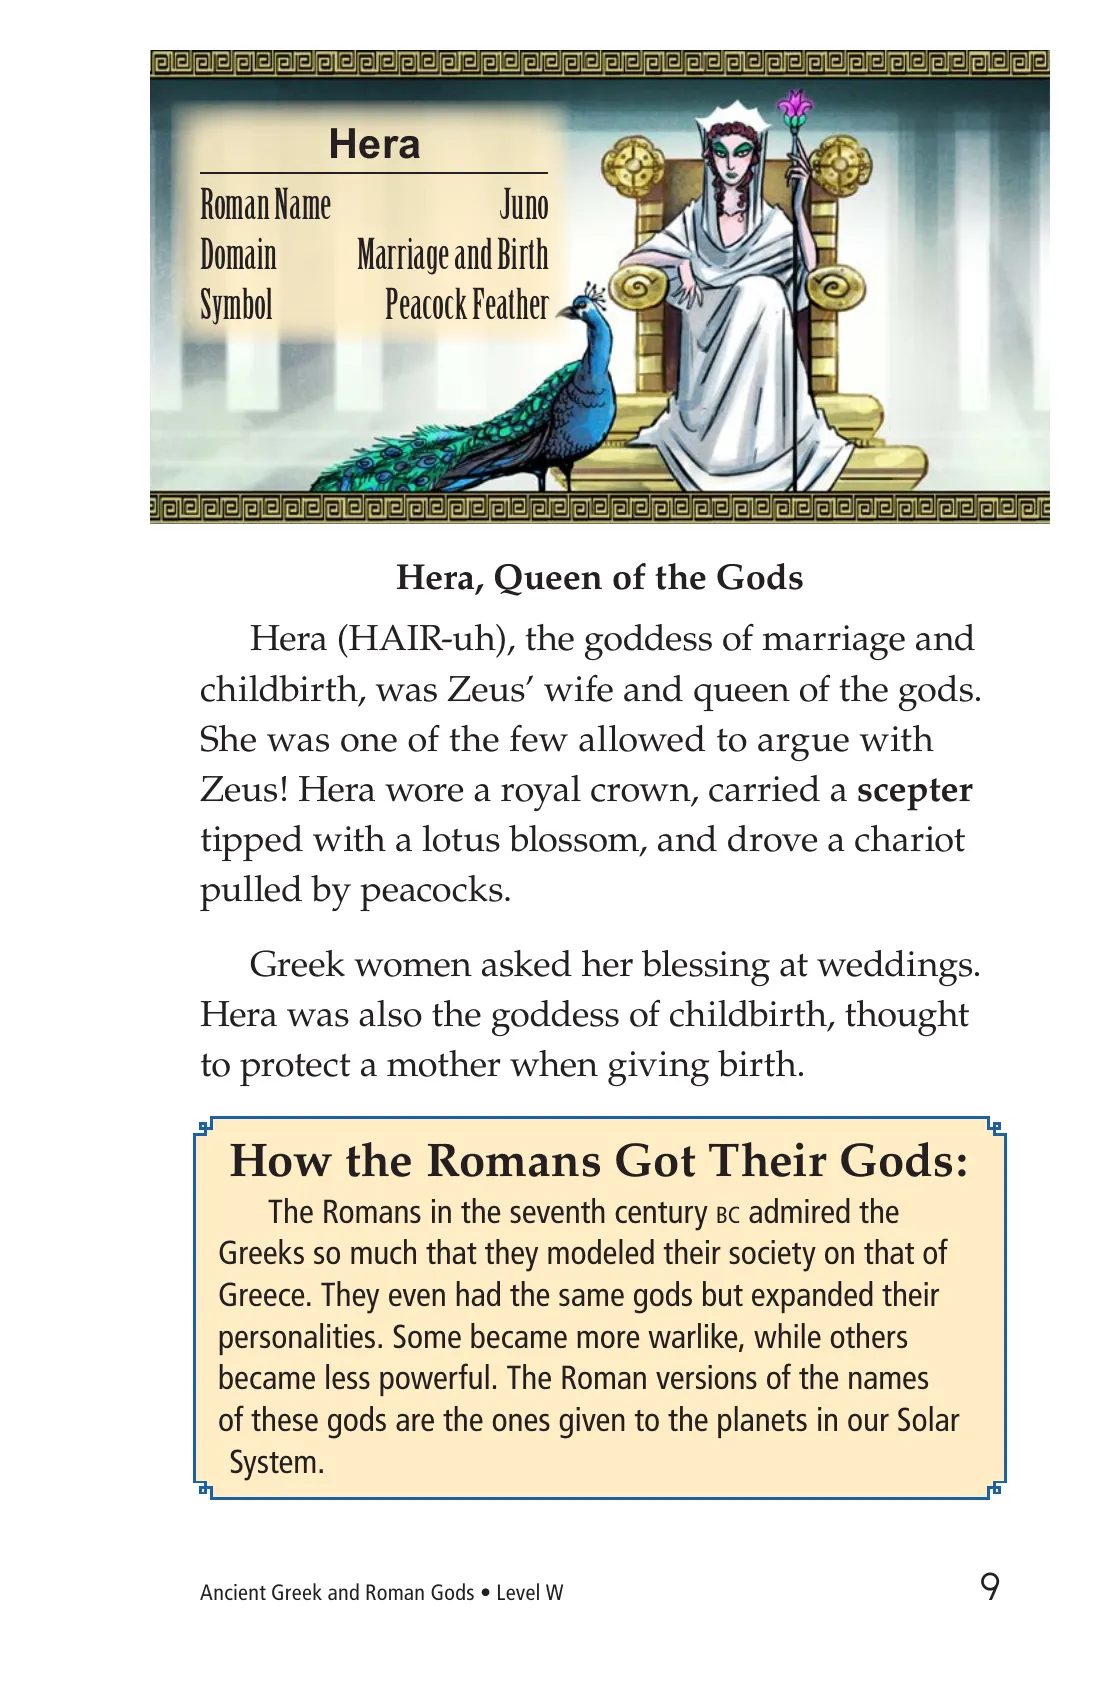 Hera
Roman Name Juno
Domain Marriage and Birth
Symbol Peacock Feather
Hera, Queen of the Gods
Hera (HAIR-uh), the goddess of marriage and
childbirth, was Zeus’ wife and queen of the gods.
She was one of the few allowed to argue with
Zeus! Hera wore a royal crown, carried a scepter
tipped with a lotus blossom, and drove a chariot
pulled by peacocks.
Greek women asked her blessing at weddings.
Hera was also the goddess of childbirth, thought
to protect a mother when giving birth.
How the Romans Got Their Gods:
The Romans in the seventh century BC admired the
Greeks so much that they modeled their society on that of
Greece. They even had the same gods but expanded their
personalities. Some became more warlike, while others
became less powerful. The Roman versions of the names
of these gods are the ones given to the planets in our Solar
System.
Ancient Greek and Roman Gods • Level W 9